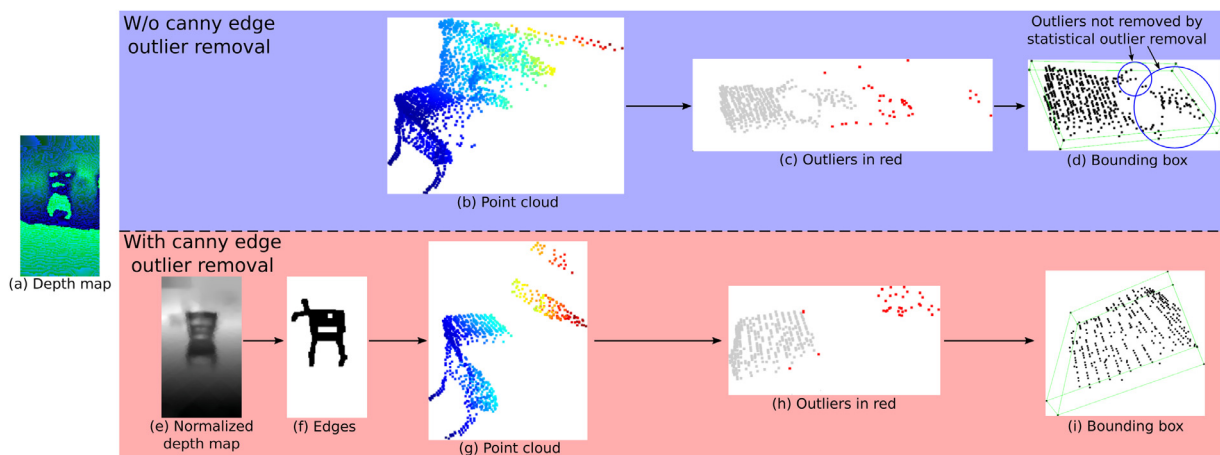 W/o canny edge
outlier removal
Outliers not removed by
statistical outlier removal
(b) Point cloud
(c) Outliers in red
(d) Bounding box
(a) Depth map
With canny edge
outlier removal
(e) Normalized
depth map
(f) Edges
(g) Point cloud
(h) Outliers in red
(i) Bounding box